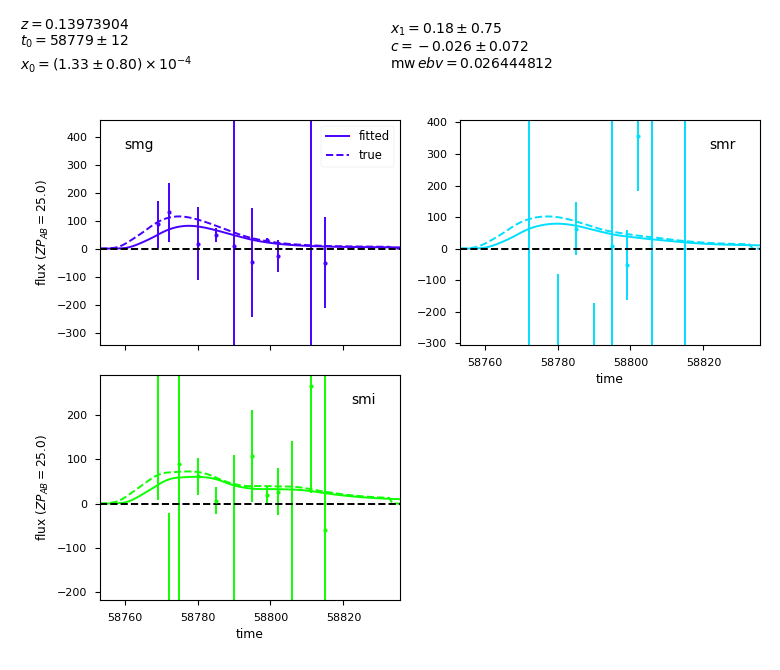 z = 0.13973904
t₀ = 58779 ± 12
x₀ = (1.33 ± 0.80) × 10⁻⁴
x₁ = 0.18 ± 0.75
c = −0.026 ± 0.072
mw ebv = 0.026444812
smg
fitted
true
400
300
200
100
0
−100
−200
−300
flux (ZP_AB = 25.0)
smr
400
300
200
100
0
−100
−200
−300
58760 58780 58800 58820
time
smi
200
100
0
−100
−200
flux (ZP_AB = 25.0)
58760 58780 58800 58820
time